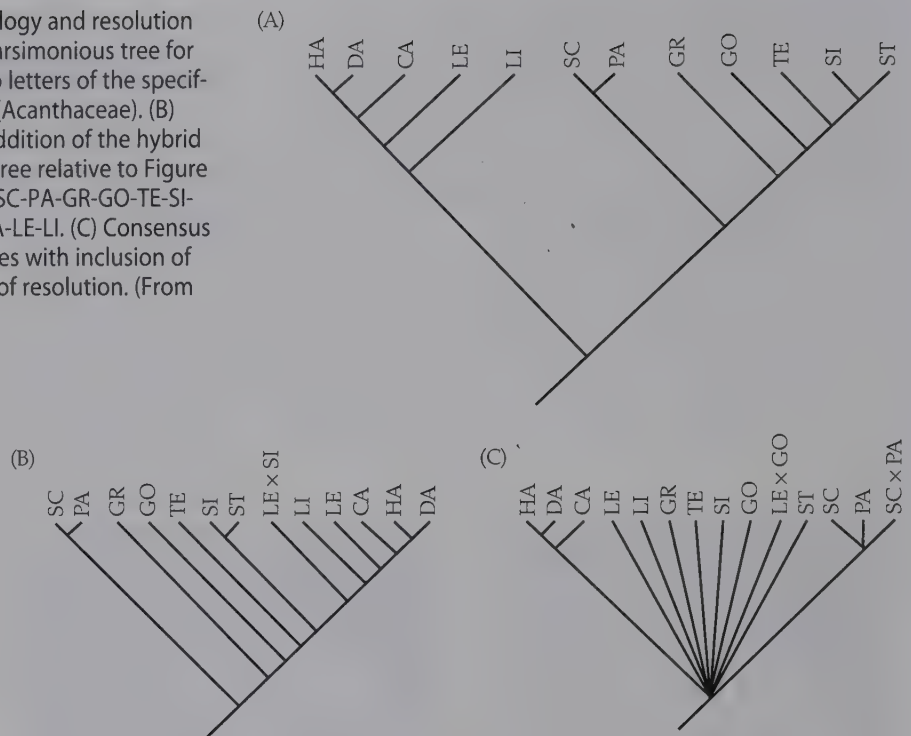 logy and resolution
arsimonious tree for
letters of the specif-
(Acanthaceae). (B)
ddition of the hybrid
ree relative to Figure
SC-PA-GR-GO-TE-SI-
A-LE-LI. (C) Consensus
es with inclusion of
of resolution. (From
(A)
HA DA CA LE LI SC PA GR GO TE SI ST
(B)
SC PA GR GO TE SI ST LE × SI LI LE CA HA DA
(C)
HA DA CA LE LI GR TE SI GO LE × GO ST SC PA SC × PA